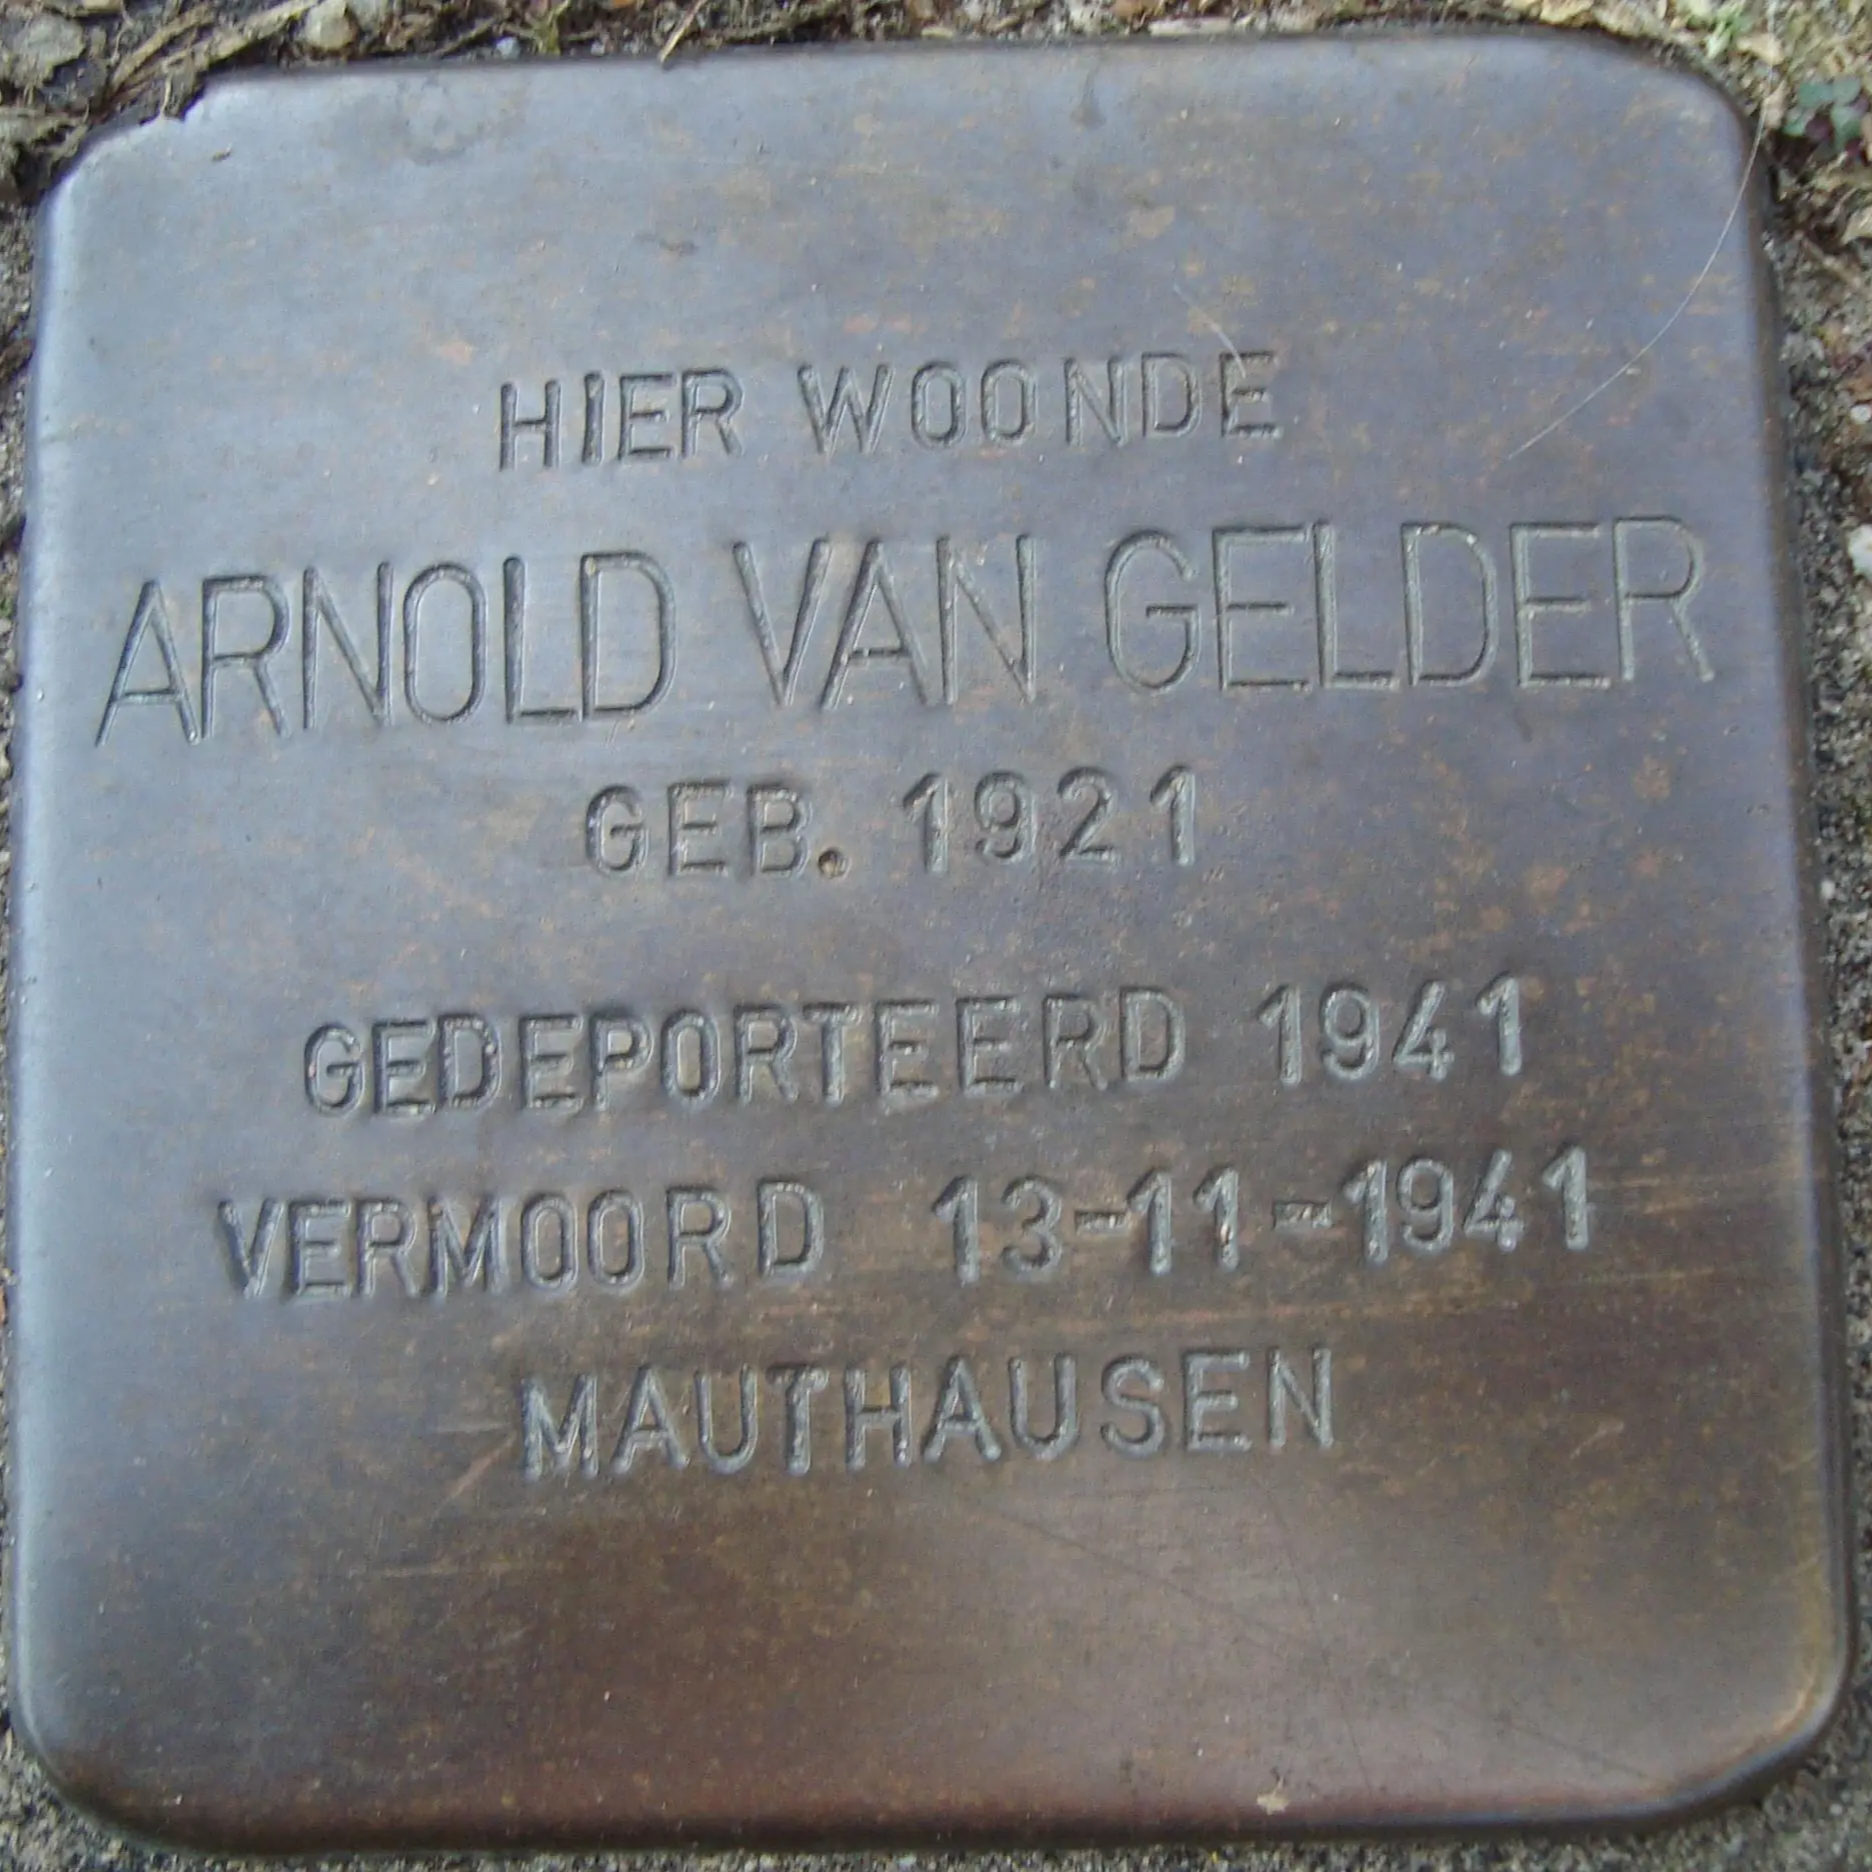 HIER WOONDE
ARNOLD VAN GELDER
GEB. 1921
GEDEPORTEERD 1941
VERMOORD 13-11-1941
MAUTHAUSEN